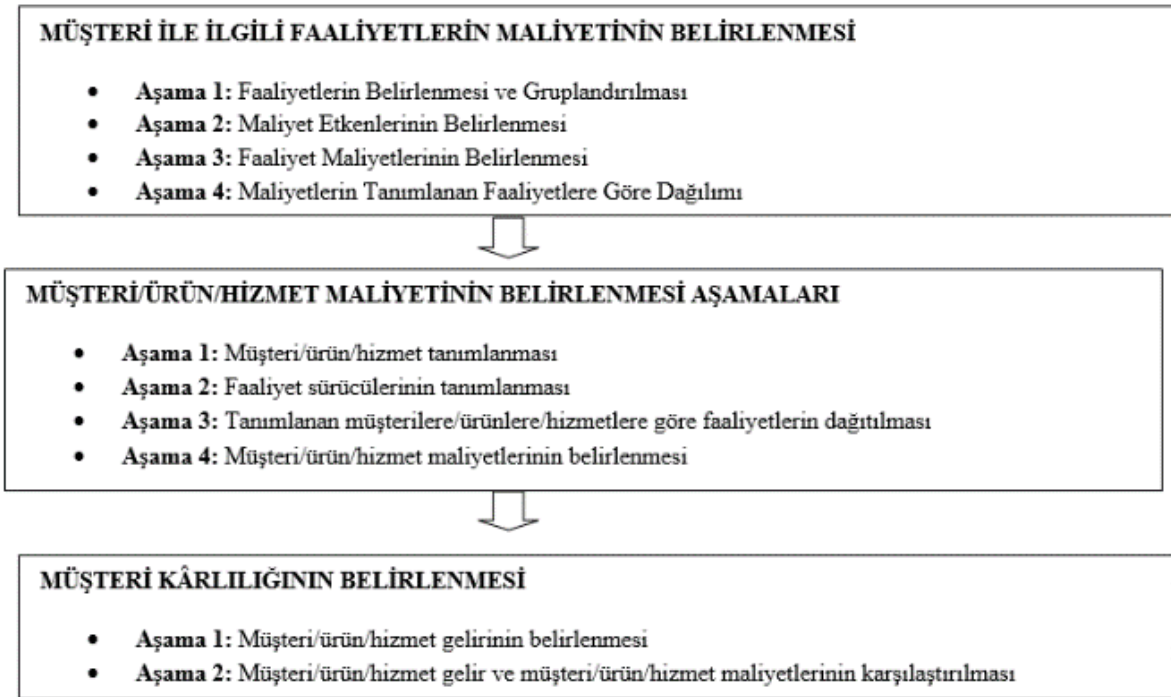 MÜŞTERİ İLE İLGİLİ FAALİYETLERİN MALİYETİNİN BELİRLENMESİ
• Aşama 1: Faaliyetlerin Belirlenmesi ve Gruplandırılması
• Aşama 2: Maliyet Etkenlerinin Belirlenmesi
• Aşama 3: Faaliyet Maliyetlerinin Belirlenmesi
• Aşama 4: Maliyetlerin Tanımlanan Faaliyetlere Göre Dağılımı
MÜŞTERİ/ÜRÜN/HİZMET MALİYETİNİN BELİRLENMESİ AŞAMALARI
• Aşama 1: Müşteri/ürün/hizmet tanımlanması
• Aşama 2: Faaliyet sürücülerinin tanımlanması
• Aşama 3: Tanımlanan müşterilere/ürünlere/hizmetlere göre faaliyetlerin dağıtılması
• Aşama 4: Müşteri/ürün/hizmet maliyetlerinin belirlenmesi
MÜŞTERİ KÂRLILIĞININ BELİRLENMESİ
• Aşama 1: Müşteri/ürün/hizmet gelirinin belirlenmesi
• Aşama 2: Müşteri/ürün/hizmet gelir ve müşteri/ürün/hizmet maliyetlerinin karşılaştırılması